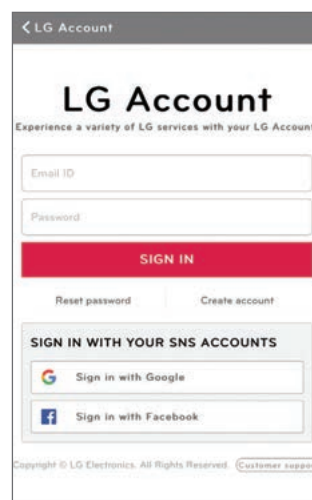 LG Account
LG Account
Experience a variety of LG services with your LG Account
Email ID
Password
SIGN IN
Reset password Create account
SIGN IN WITH YOUR SNS ACCOUNTS
Sign in with Google
Sign in with Facebook
Copyright © LG Electronics. All Rights Reserved. Customer suppor